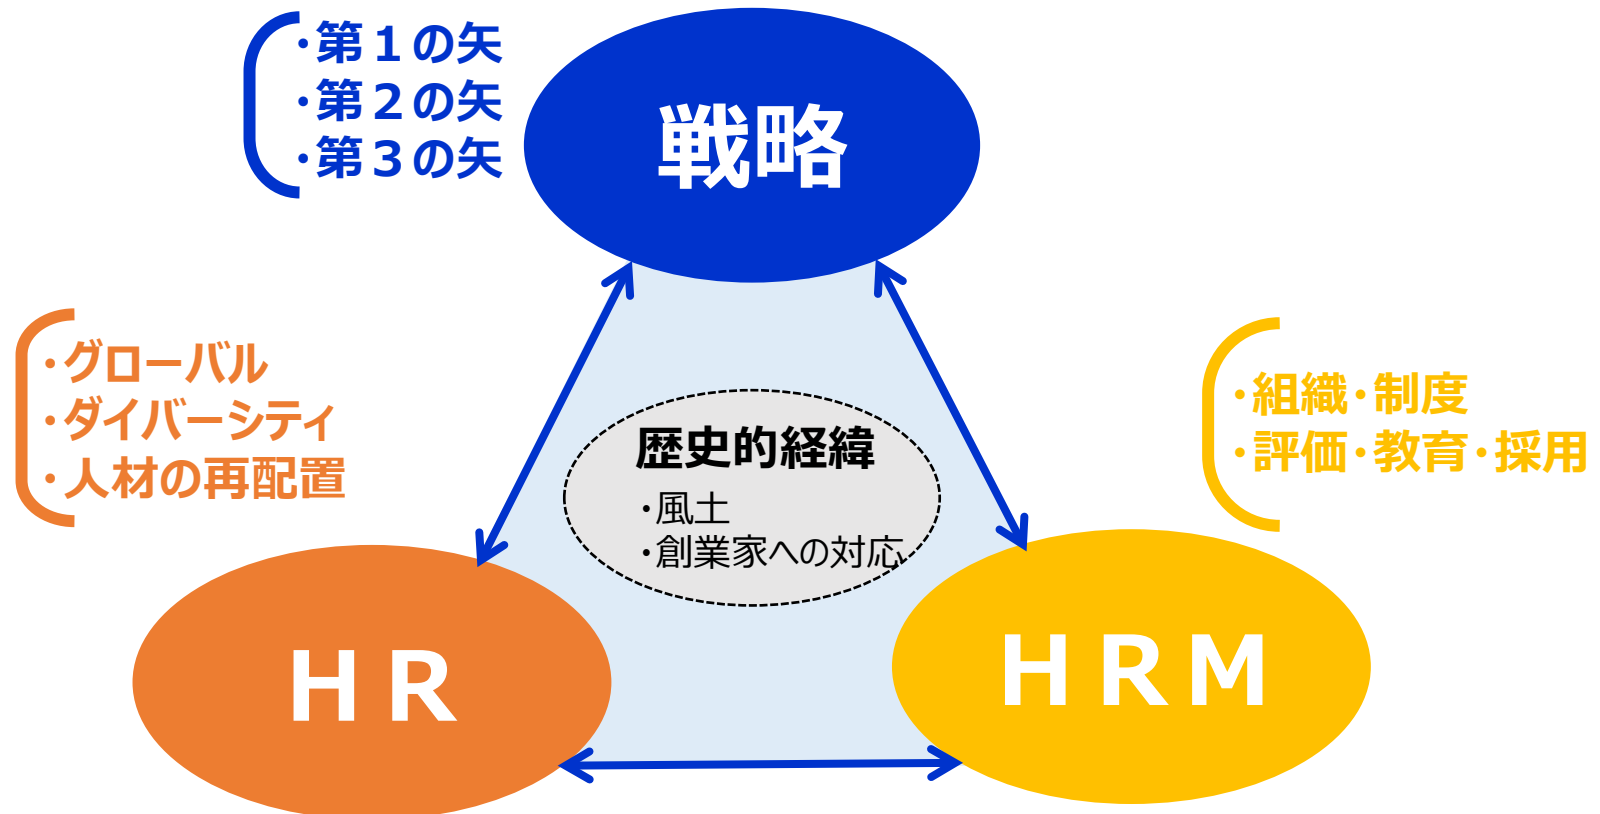 ・第１の矢
・第２の矢
・第３の矢
戦略
・グローバル
・ダイバーシティ
・人材の再配置
歴史的経緯
・風土
・創業家への対応
・組織・制度
・評価・教育・採用
ＨＲ
ＨＲＭ